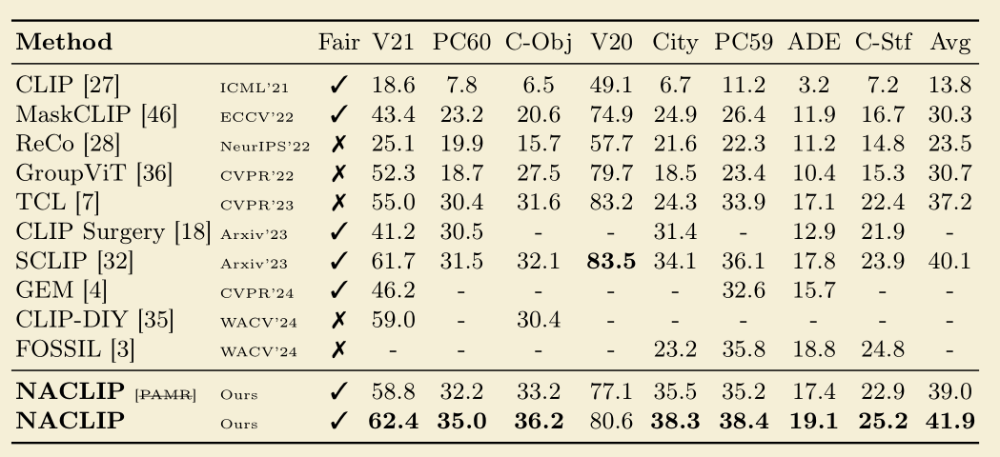 Method Fair V21 PC60 C-Obj V20 City PC59 ADE C-Stf Avg
CLIP [27] ICML'21 ✓ 18.6 7.8 6.5 49.1 6.7 11.2 3.2 7.2 13.8
MaskCLIP [46] ECCV'22 ✓ 43.4 23.2 20.6 74.9 24.9 26.4 11.9 16.7 30.3
ReCo [28] NeurIPS'22 ✗ 25.1 19.9 15.7 57.7 21.6 22.3 11.2 14.8 23.5
GroupViT [36] CVPR'22 ✗ 52.3 18.7 27.5 79.7 18.5 23.4 10.4 15.3 30.7
TCL [7] CVPR'23 ✗ 55.0 30.4 31.6 83.2 24.3 33.9 17.1 22.4 37.2
CLIP Surgery [18] Arxiv'23 ✓ 41.2 30.5 - - 31.4 - 12.9 21.9 -
SCLIP [32] Arxiv'23 ✓ 61.7 31.5 32.1 83.5 34.1 36.1 17.8 23.9 40.1
GEM [4] CVPR'24 ✓ 46.2 - - - - 32.6 15.7 - -
CLIP-DIY [35] WACV'24 ✗ 59.0 - 30.4 - - - - - -
FOSSIL [3] WACV'24 ✗ - - - - 23.2 35.8 18.8 24.8 -
NACLIP [PAMR] Ours ✓ 58.8 32.2 33.2 77.1 35.5 35.2 17.4 22.9 39.0
NACLIP Ours ✓ 62.4 35.0 36.2 80.6 38.3 38.4 19.1 25.2 41.9